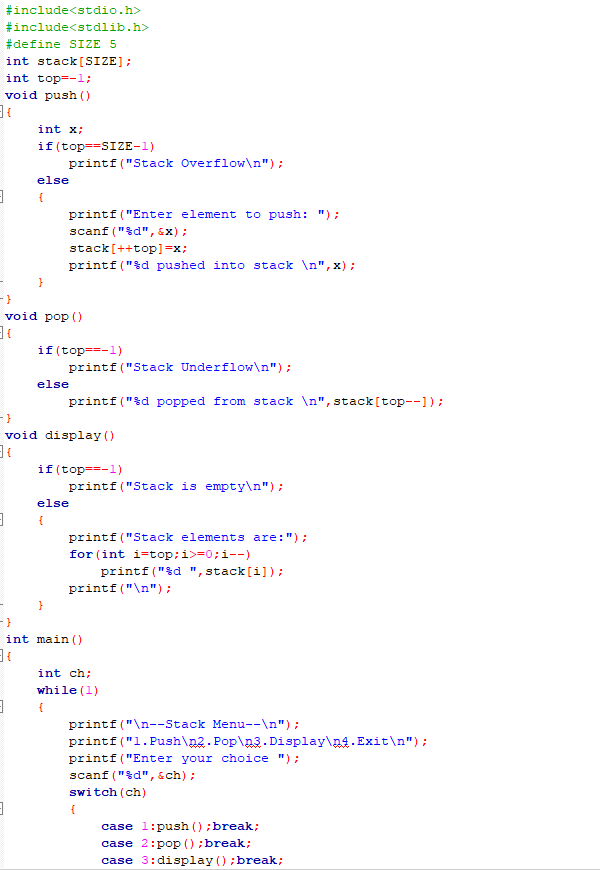 #include<stdio.h>
#include<stdlib.h>
#define SIZE 5
int stack[SIZE];
int top=-1;
void push()
{
    int x;
    if(top==SIZE-1)
        printf("Stack Overflow\n");
    else
    {
        printf("Enter element to push: ");
        scanf("%d",&x);
        stack[++top]=x;
        printf("%d pushed into stack \n",x);
    }
}
void pop()
{
    if(top==-1)
        printf("Stack Underflow\n");
    else
        printf("%d popped from stack \n",stack[top--]);
}
void display()
{
    if(top==-1)
        printf("Stack is empty\n");
    else
    {
        printf("Stack elements are:");
        for(int i=top;i>=0;i--)
            printf("%d ",stack[i]);
        printf("\n");
    }
}
int main()
{
    int ch;
    while(1)
    {
        printf("\n--Stack Menu--\n");
        printf("1.Push\n2.Pop\n3.Display\n4.Exit\n");
        printf("Enter your choice ");
        scanf("%d",&ch);
        switch(ch)
        {
            case 1:push();break;
            case 2:pop();break;
            case 3:display();break;